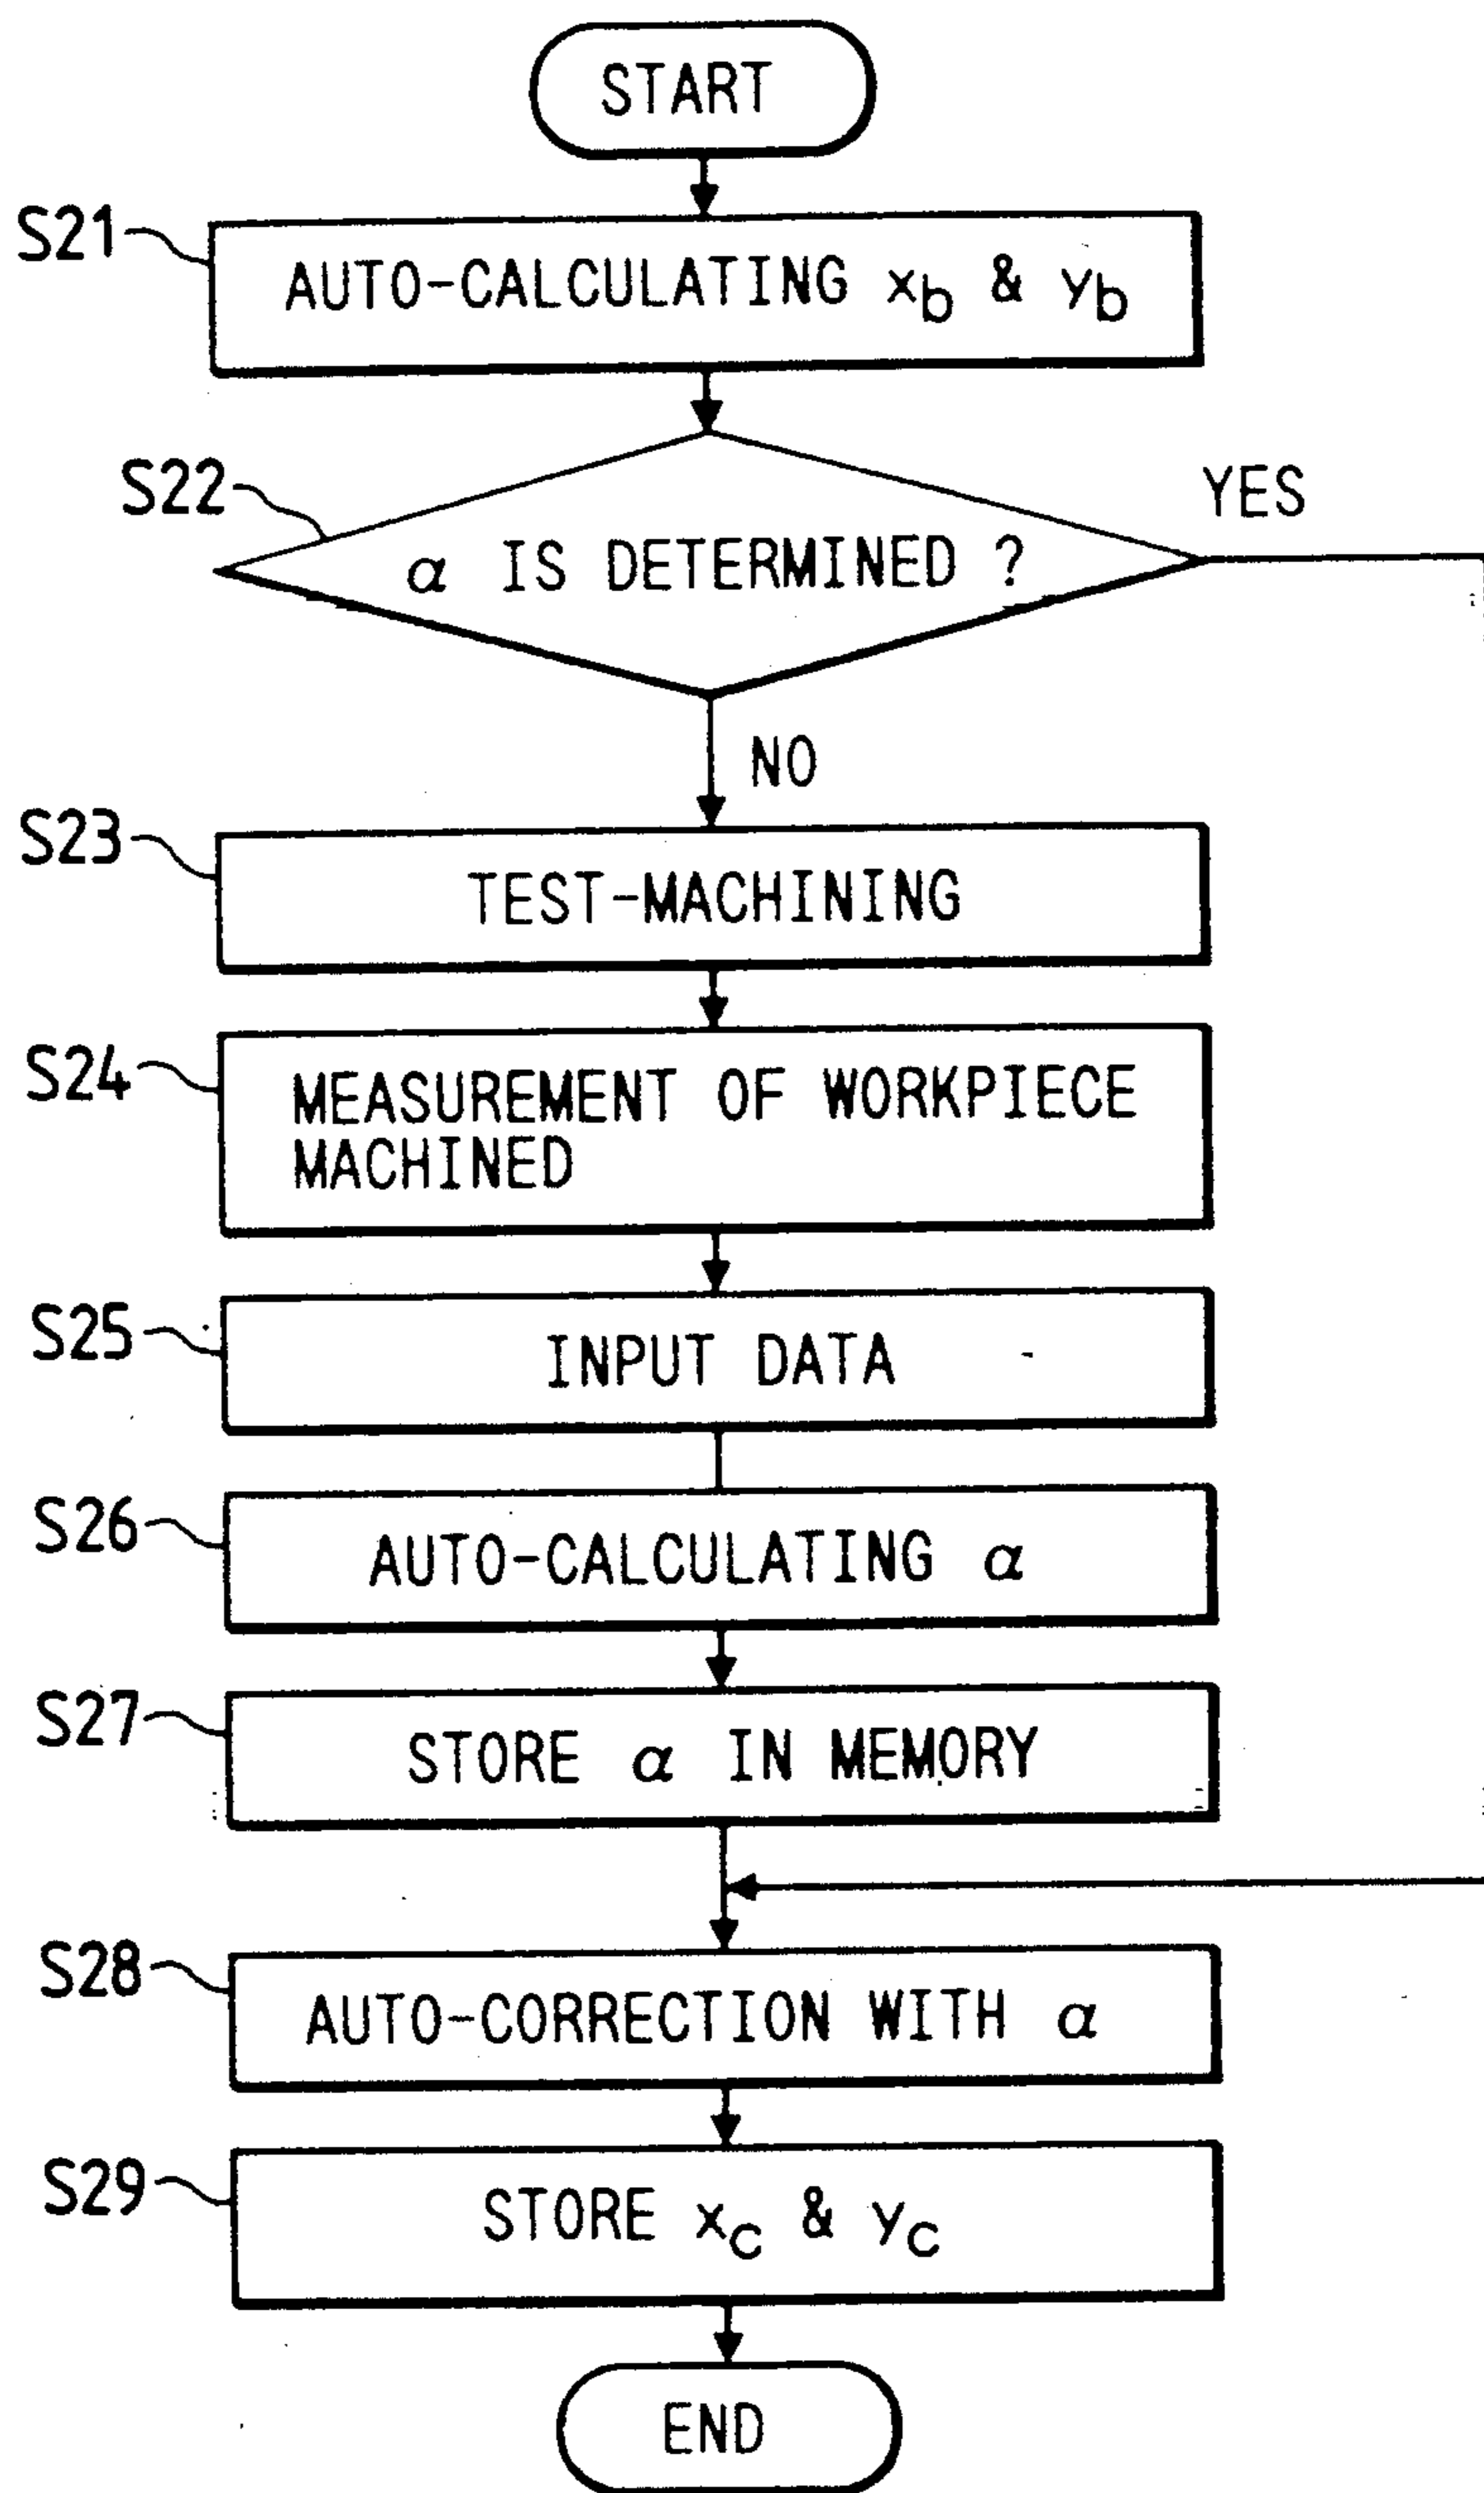 START
S21
AUTO-CALCULATING xb & yb
S22
α IS DETERMINED ?
YES
NO
S23
TEST-MACHINING
S24
MEASUREMENT OF WORKPIECE
MACHINED
S25
INPUT DATA
S26
AUTO-CALCULATING α
S27
STORE α IN MEMORY
S28
AUTO-CORRECTION WITH α
S29
STORE xc & yc
END